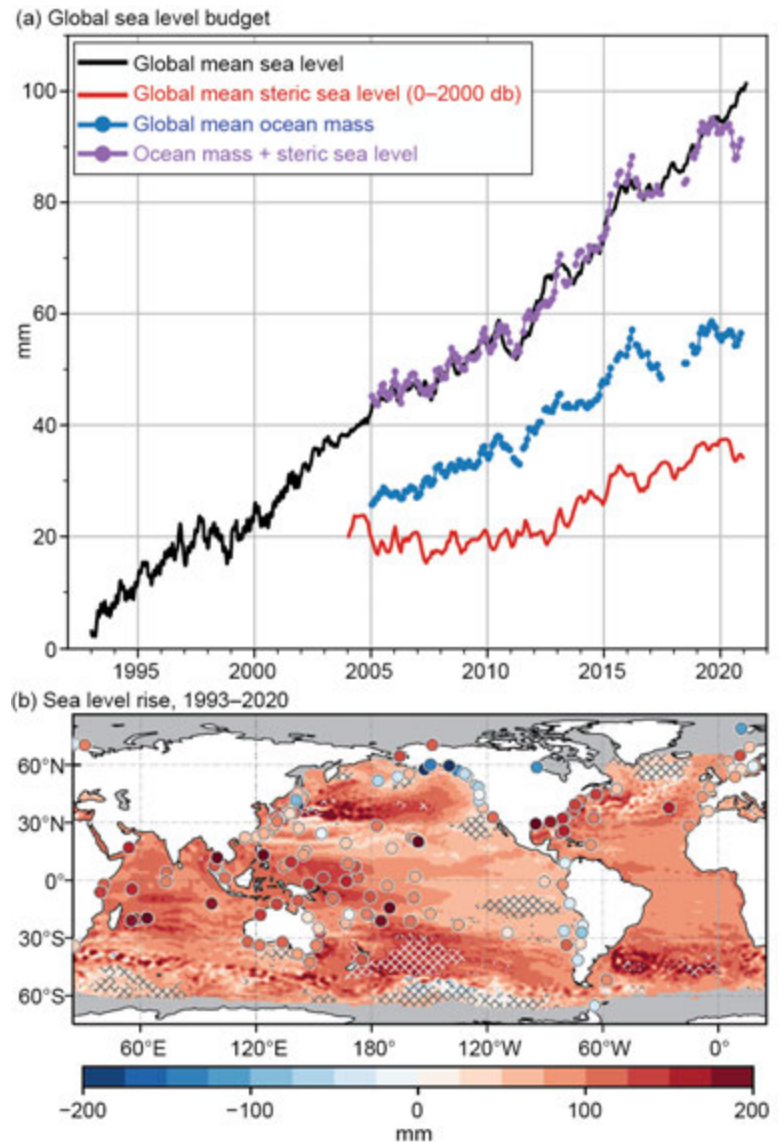 (a) Global sea level budget
Global mean sea level
Global mean steric sea level (0–2000 db)
Global mean ocean mass
Ocean mass + steric sea level
100
80
60
40
20
0
mm
1995 2000 2005 2010 2015 2020
(b) Sea level rise, 1993–2020
60°N
30°N
0°
30°S
60°S
60°E 120°E 180° 120°W 60°W 0°
−200 −100 0 100 200
mm